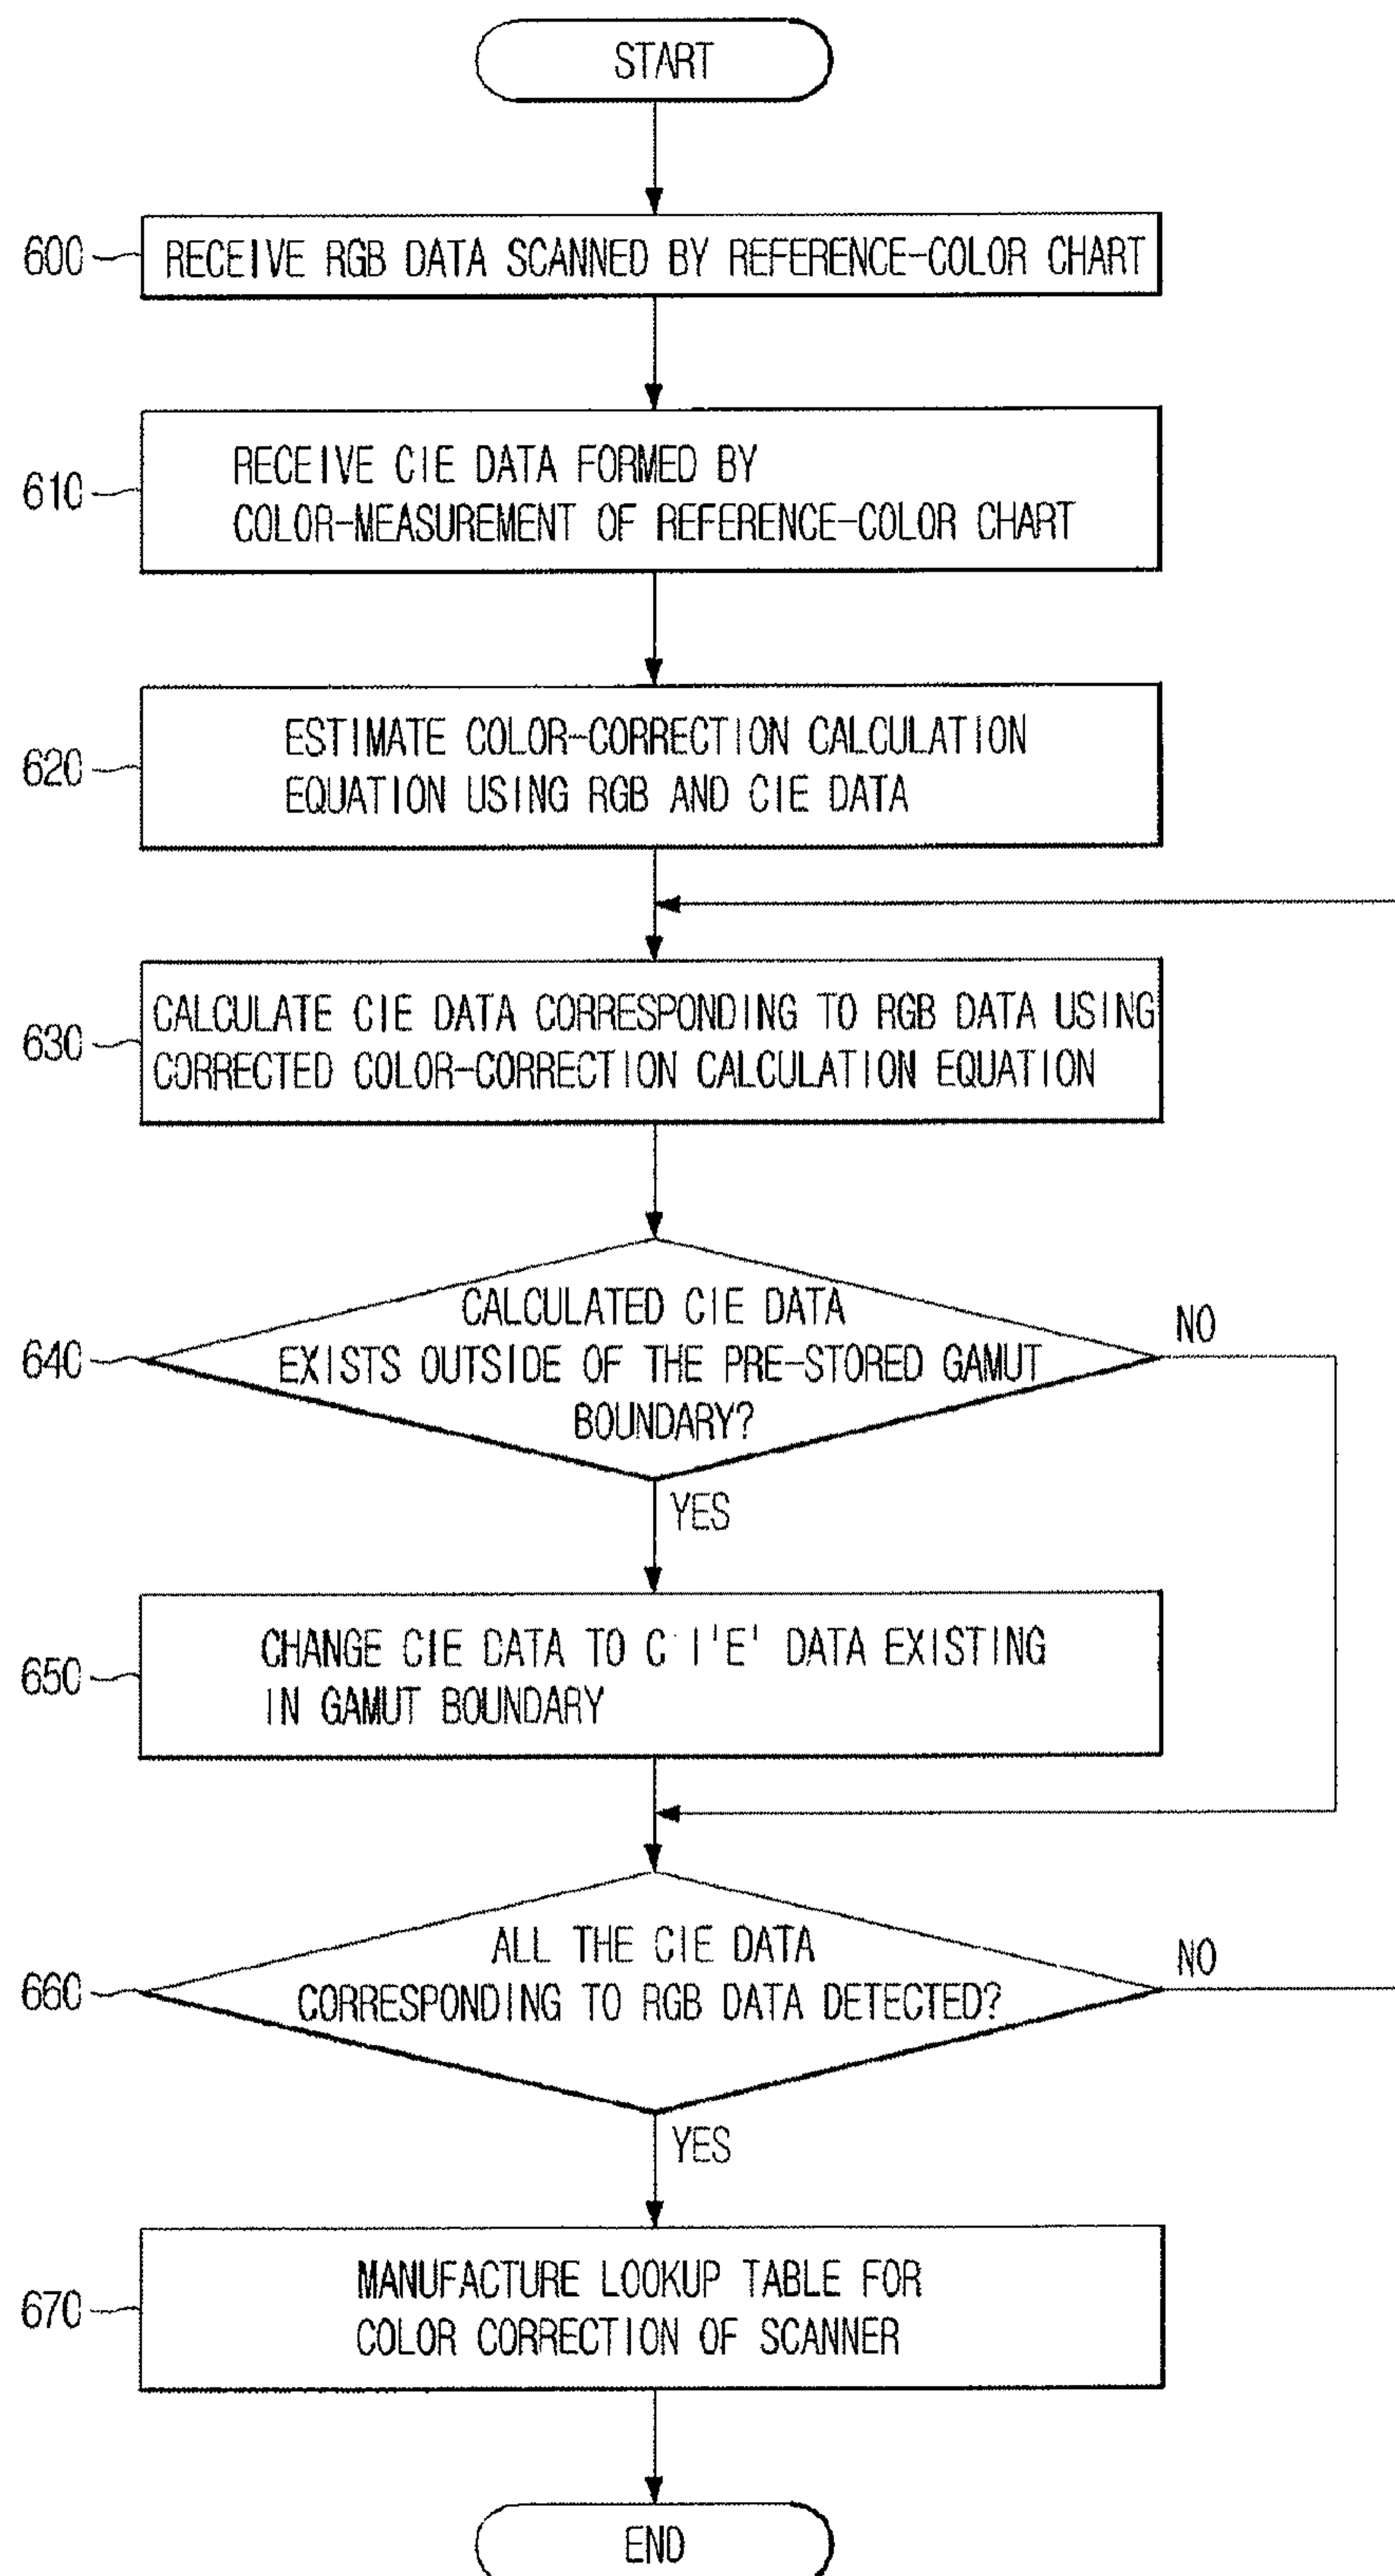 START
600
RECEIVE RGB DATA SCANNED BY REFERENCE-COLOR CHART
610
RECEIVE CIE DATA FORMED BY
COLOR-MEASUREMENT OF REFERENCE-COLOR CHART
620
ESTIMATE COLOR-CORRECTION CALCULATION
EQUATION USING RGB AND CIE DATA
630
CALCULATE CIE DATA CORRESPONDING TO RGB DATA USING
CORRECTED COLOR-CORRECTION CALCULATION EQUATION
640
CALCULATED CIE DATA
EXISTS OUTSIDE OF THE PRE-STORED GAMUT
BOUNDARY?
NO
YES
650
CHANGE CIE DATA TO C'I'E' DATA EXISTING
IN GAMUT BOUNDARY
660
ALL THE CIE DATA
CORRESPONDING TO RGB DATA DETECTED?
NO
YES
670
MANUFACTURE LOOKUP TABLE FOR
COLOR CORRECTION OF SCANNER
END